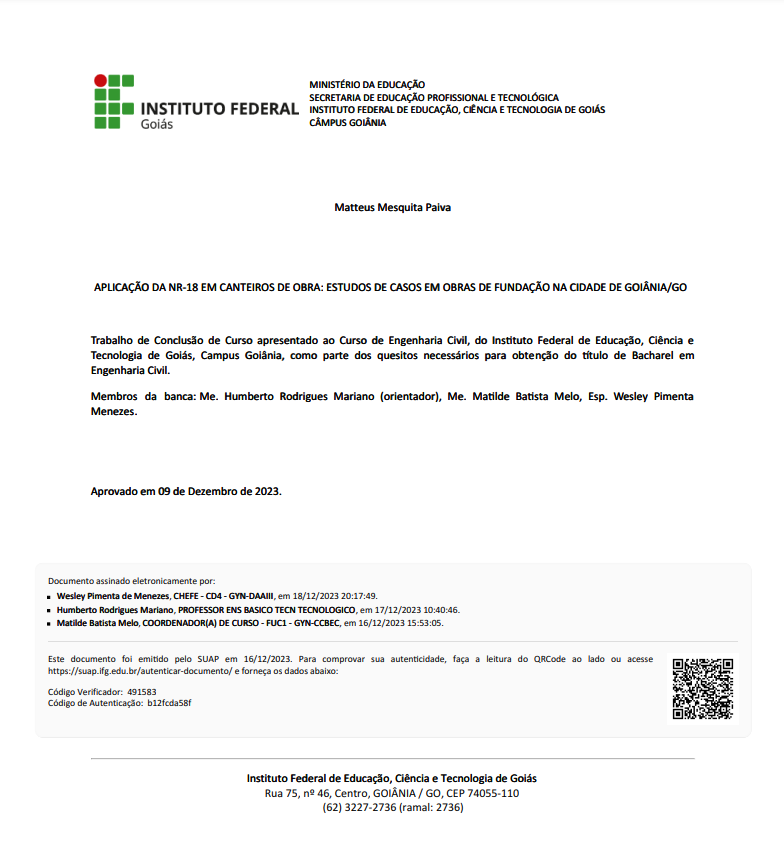 INSTITUTO FEDERAL
Goiás
MINISTÉRIO DA EDUCAÇÃO
SECRETARIA DE EDUCAÇÃO PROFISSIONAL E TECNOLÓGICA
INSTITUTO FEDERAL DE EDUCAÇÃO, CIÊNCIA E TECNOLOGIA DE GOIÁS
CÂMPUS GOIÂNIA
Matteus Mesquita Paiva
APLICAÇÃO DA NR-18 EM CANTEIROS DE OBRA: ESTUDOS DE CASOS EM OBRAS DE FUNDAÇÃO NA CIDADE DE GOIÂNIA/GO
Trabalho de Conclusão de Curso apresentado ao Curso de Engenharia Civil, do Instituto Federal de Educação, Ciência e
Tecnologia de Goiás, Campus Goiânia, como parte dos quesitos necessários para obtenção do título de Bacharel em
Engenharia Civil.
Membros da banca: Me. Humberto Rodrigues Mariano (orientador), Me. Matilde Batista Melo, Esp. Wesley Pimenta
Menezes.
Aprovado em 09 de Dezembro de 2023.
Documento assinado eletronicamente por:
▪ Wesley Pimenta de Menezes, CHEFE - CD4 - GYN-DAAIII, em 18/12/2023 20:17:49.
▪ Humberto Rodrigues Mariano, PROFESSOR ENS BASICO TECN TECNOLOGICO, em 17/12/2023 10:40:46.
▪ Matilde Batista Melo, COORDENADOR(A) DE CURSO - FUC1 - GYN-CCBEC, em 16/12/2023 15:53:05.
Este documento foi emitido pelo SUAP em 16/12/2023. Para comprovar sua autenticidade, faça a leitura do QRCode ao lado ou acesse
https://suap.ifg.edu.br/autenticar-documento/ e forneça os dados abaixo:
Código Verificador: 491583
Código de Autenticação: b12fcda58f
Instituto Federal de Educação, Ciência e Tecnologia de Goiás
Rua 75, nº 46, Centro, GOIÂNIA / GO, CEP 74055-110
(62) 3227-2736 (ramal: 2736)